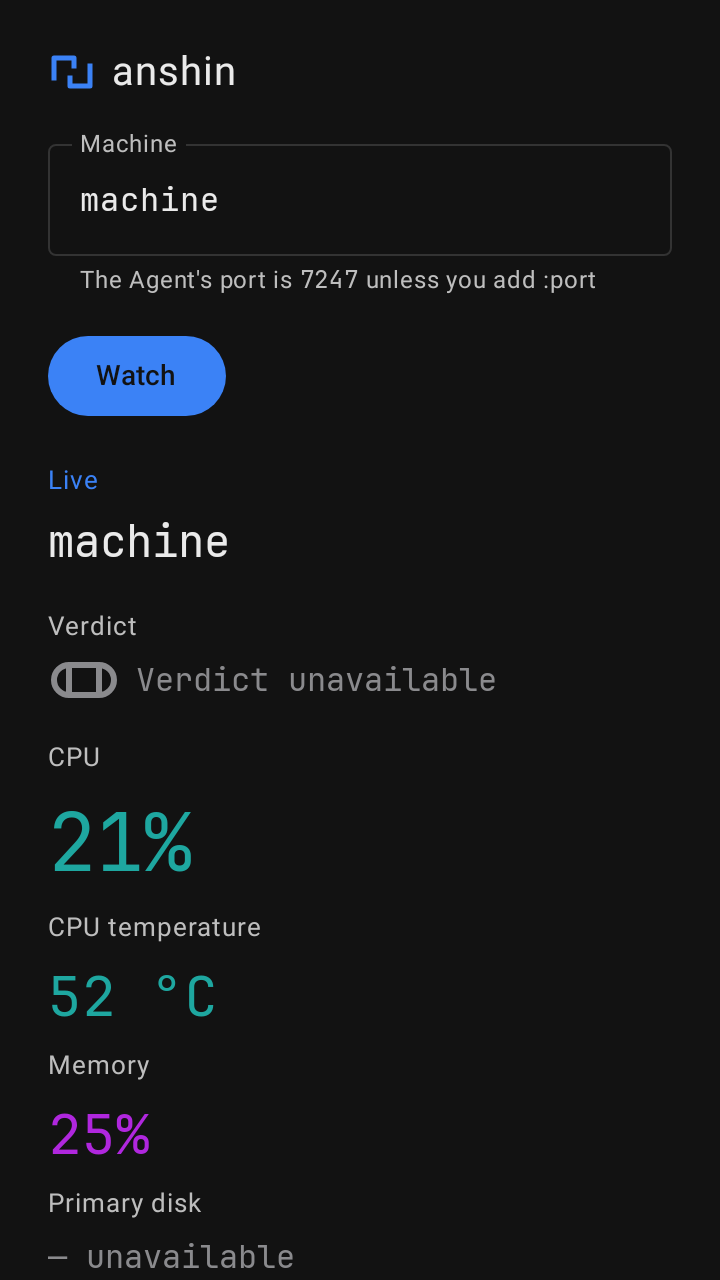 anshin
Machine
machine
The Agent's port is 7247 unless you add :port
Watch
Live
machine
Verdict
Verdict unavailable
CPU
21%
CPU temperature
52 °C
Memory
25%
Primary disk
— unavailable